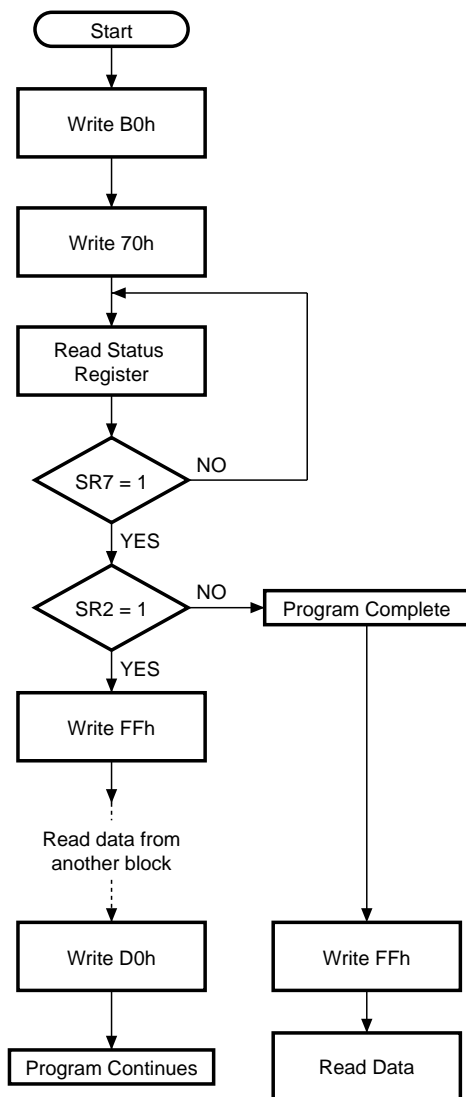 Start
Write B0h
Write 70h
Read Status
Register
SR7 = 1
NO
YES
SR2 = 1
NO
Program Complete
YES
Write FFh
Read data from
another block
Write D0h
Write FFh
Program Continues
Read Data